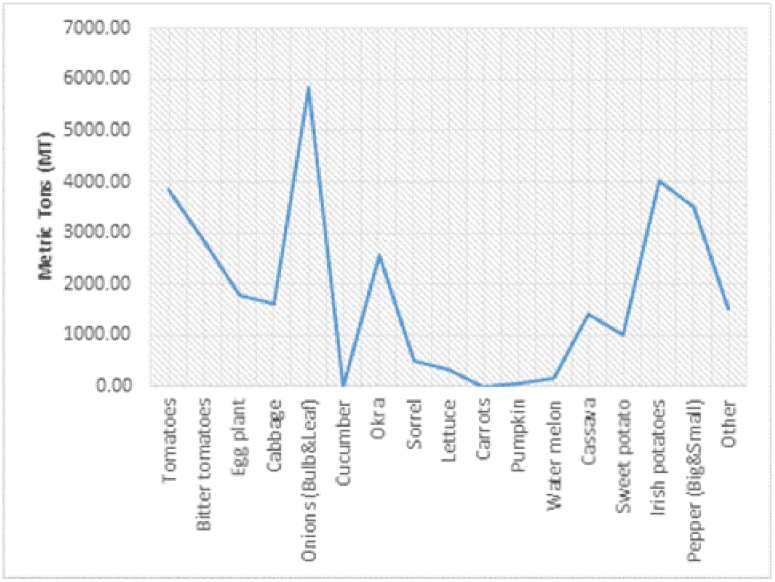 7000.00
6000.00
5000.00
4000.00
3000.00
2000.00
1000.00
0.00
Metric Tons (MT)
Tomatoes
Bitter tomatoes
Egg plant
Cabbage
Onions (Bulb&Leaf)
Cucumber
Okra
Sorrel
Lettuce
Carrots
Pumpkin
Water melon
Cassava
Sweet potato
Irish potatoes
Pepper (Big&Small)
Other